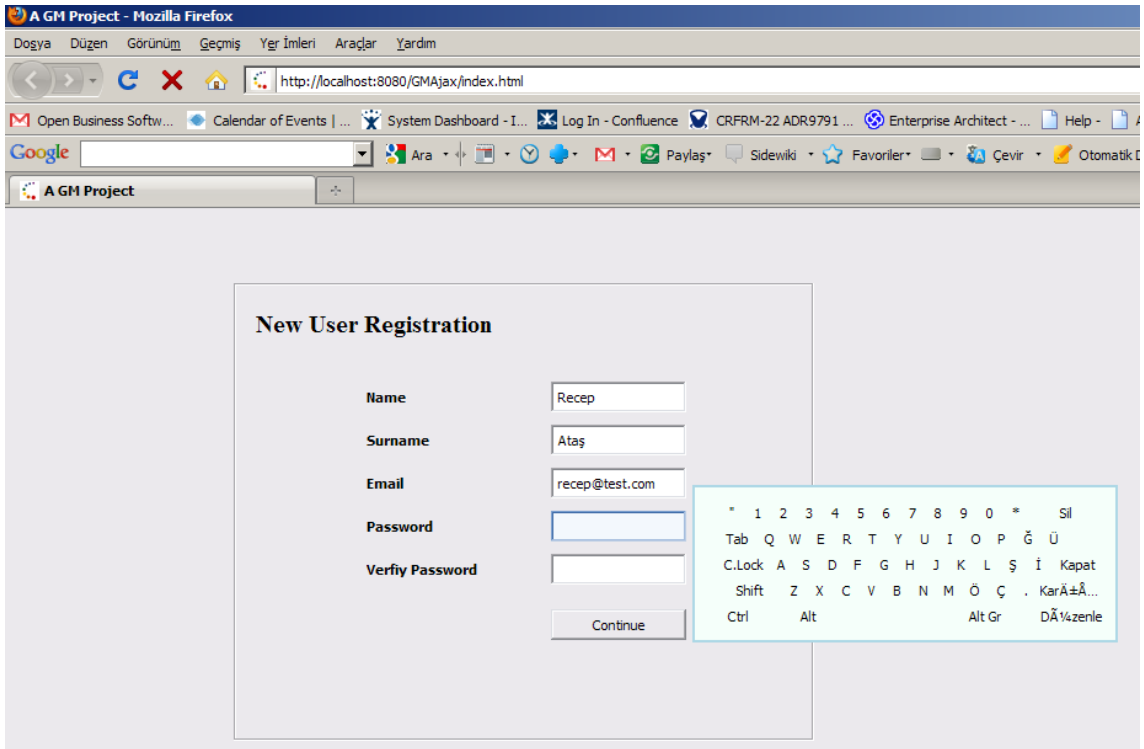 A GM Project - Mozilla Firefox
Dosya Düzen Görünüm Geçmiş Yer İmleri Araçlar Yardım
http://localhost:8080/GMAjax/index.html
Open Business Softw... Calendar of Events | ... System Dashboard - I... Log In - Confluence CRFRM-22 ADR9791 ... Enterprise Architect - ... Help -
Google Ara Paylaş Sidewiki Favoriler Çevir Otomatik
A GM Project
New User Registration
Name Recep
Surname Ataş
Email recep@test.com
Password
Verfiy Password
Continue
" 1 2 3 4 5 6 7 8 9 0 * Sil
Tab Q W E R T Y U I O P Ğ Ü
C.Lock A S D F G H J K L Ş İ Kapat
Shift Z X C V B N M Ö Ç . KarÄ±Å...
Ctrl Alt Alt Gr DÃ¼zenle